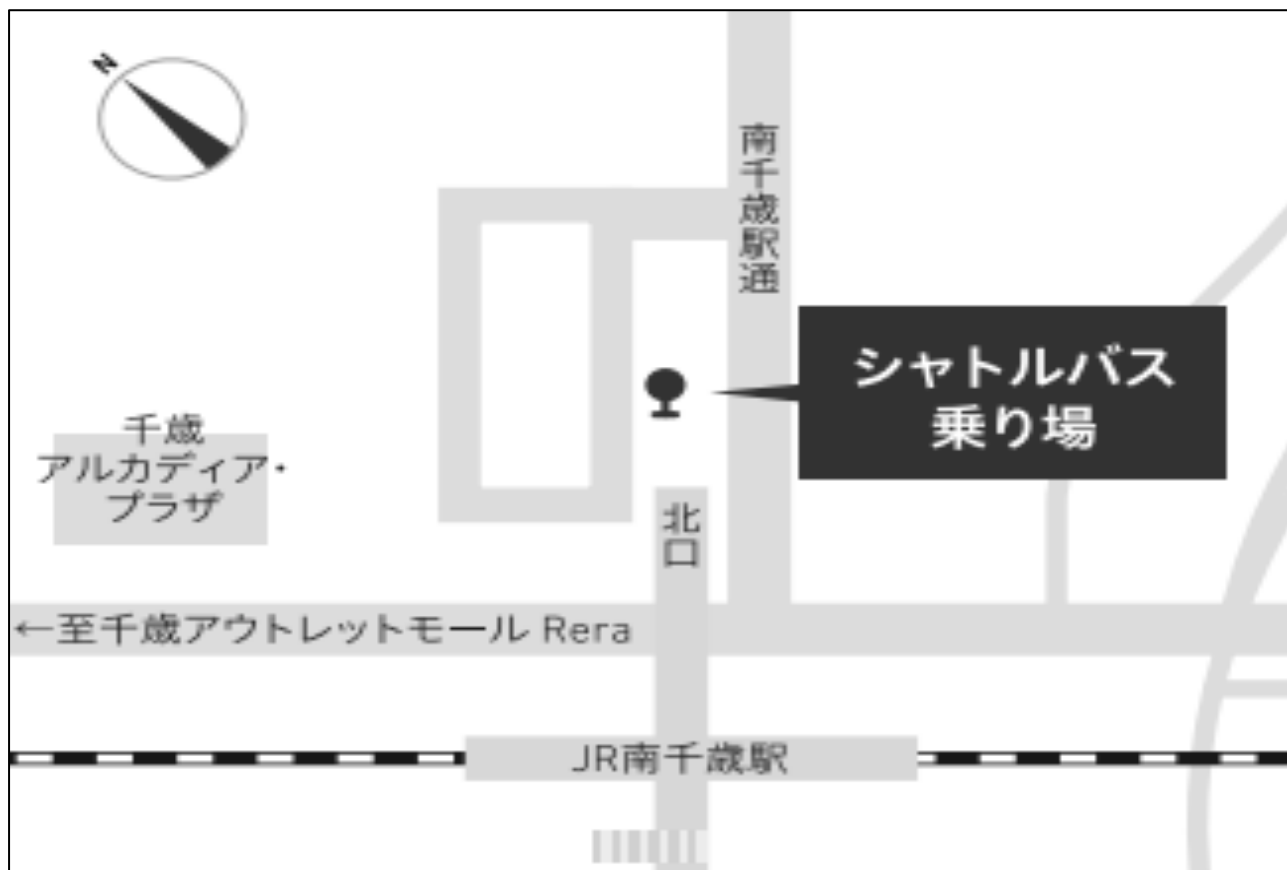 N
南千歳駅通
シャトルバス
乗り場
千歳
アルカディア・
プラザ
北口
←至千歳アウトレットモール Rera
JR南千歳駅